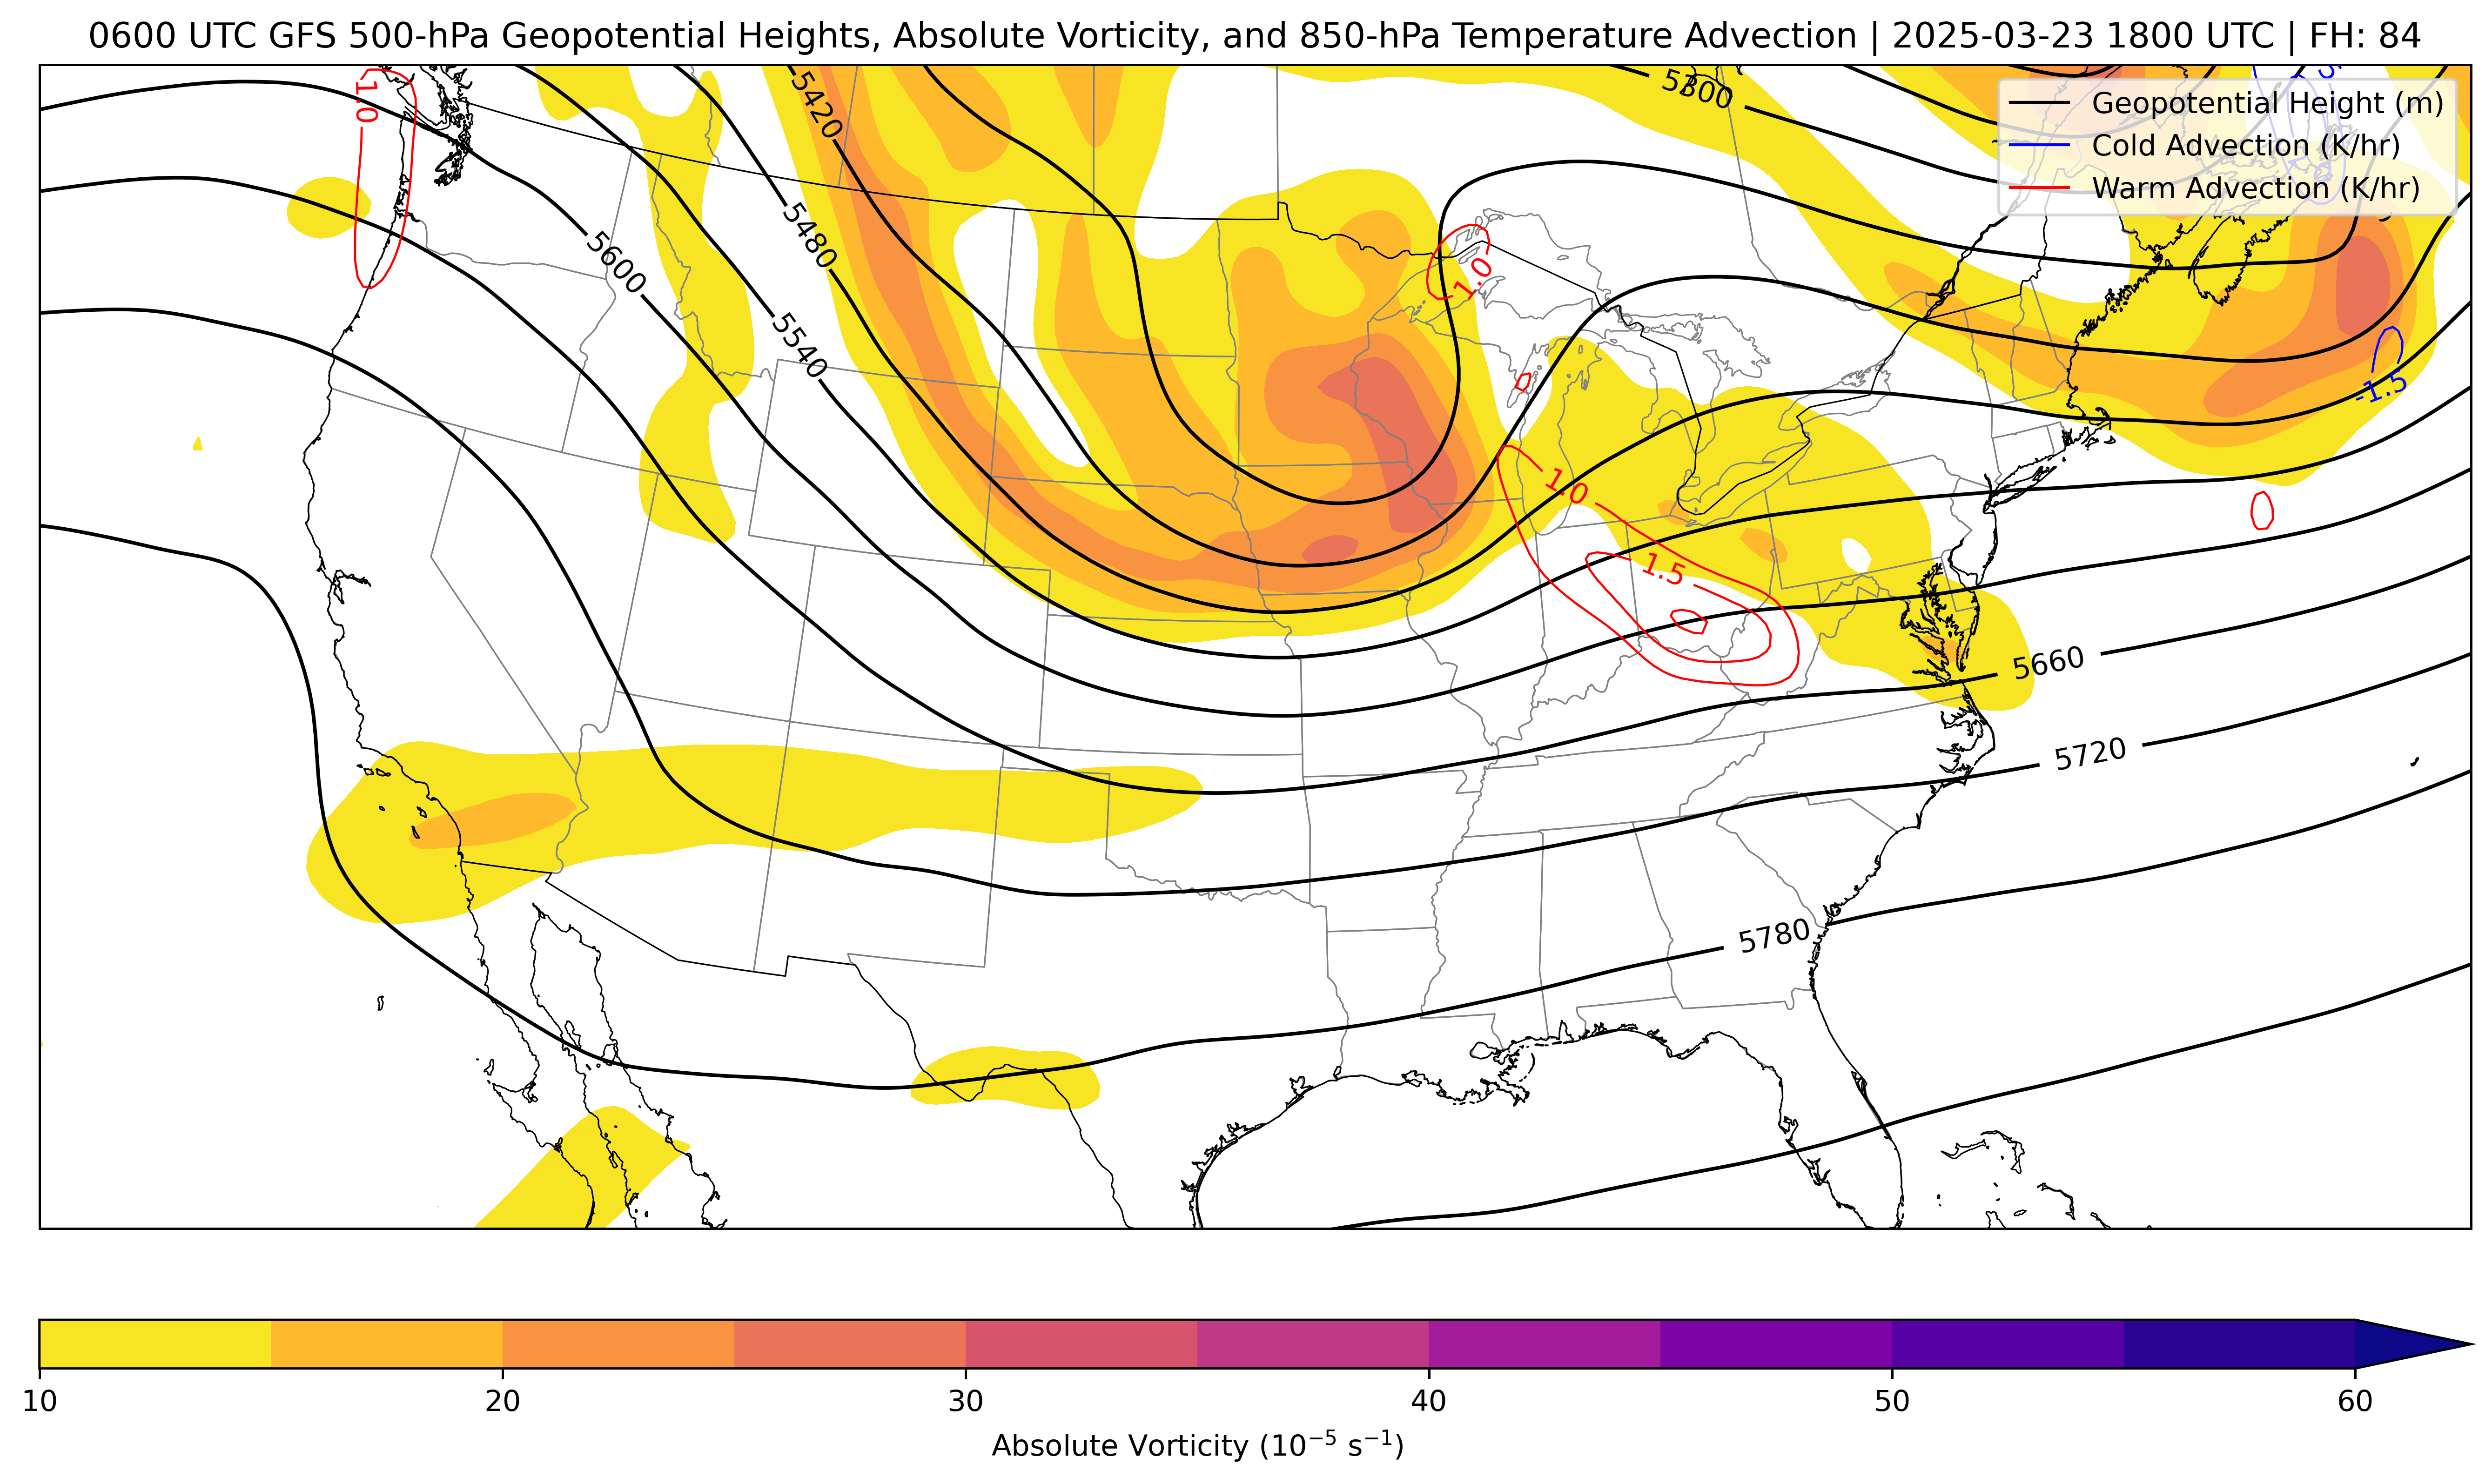 0600 UTC GFS 500-hPa Geopotential Heights, Absolute Vorticity, and 850-hPa Temperature Advection | 2025-03-23 1800 UTC | FH: 84
Geopotential Height (m)
Cold Advection (K/hr)
Warm Advection (K/hr)
1.0
5420
5300
5480
5600
5540
1.0
-1.5
1.0
1.5
5660
5720
5780
10 20 30 40 50 60
Absolute Vorticity (10⁻⁵ s⁻¹)